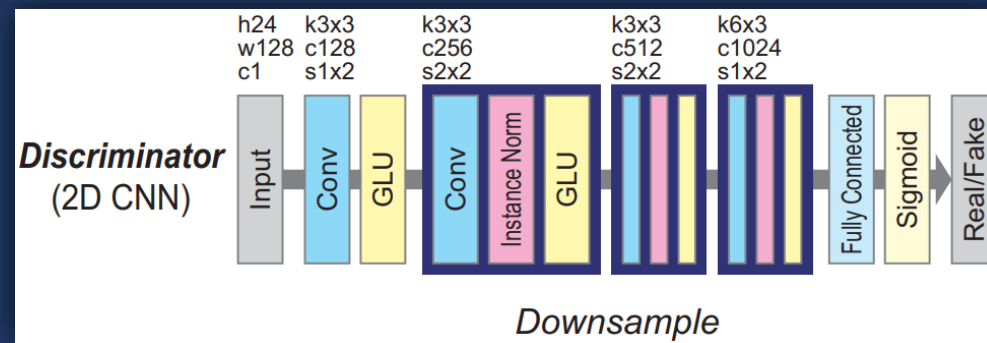 h24
w128
c1
k3x3
c128
s1x2
k3x3
c256
s2x2
k3x3
c512
s2x2
k6x3
c1024
s1x2
Discriminator
(2D CNN)
Input
Conv
GLU
Conv
Instance Norm
GLU
Fully Connected
Sigmoid
Real/Fake
Downsample